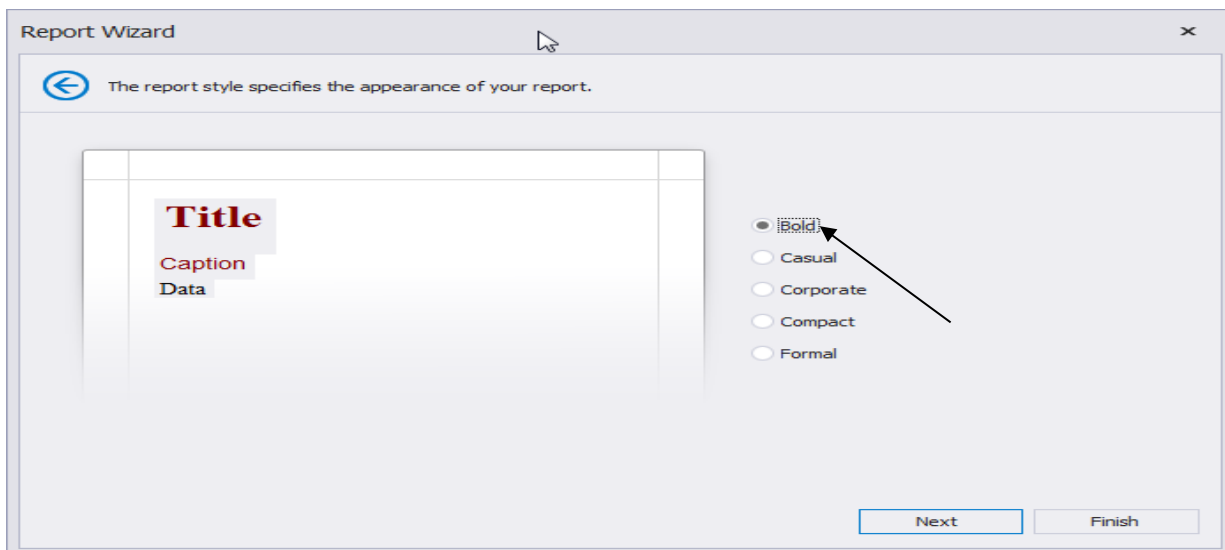 Report Wizard
The report style specifies the appearance of your report.
Title
Caption
Data
Bold
Casual
Corporate
Compact
Formal
Next Finish